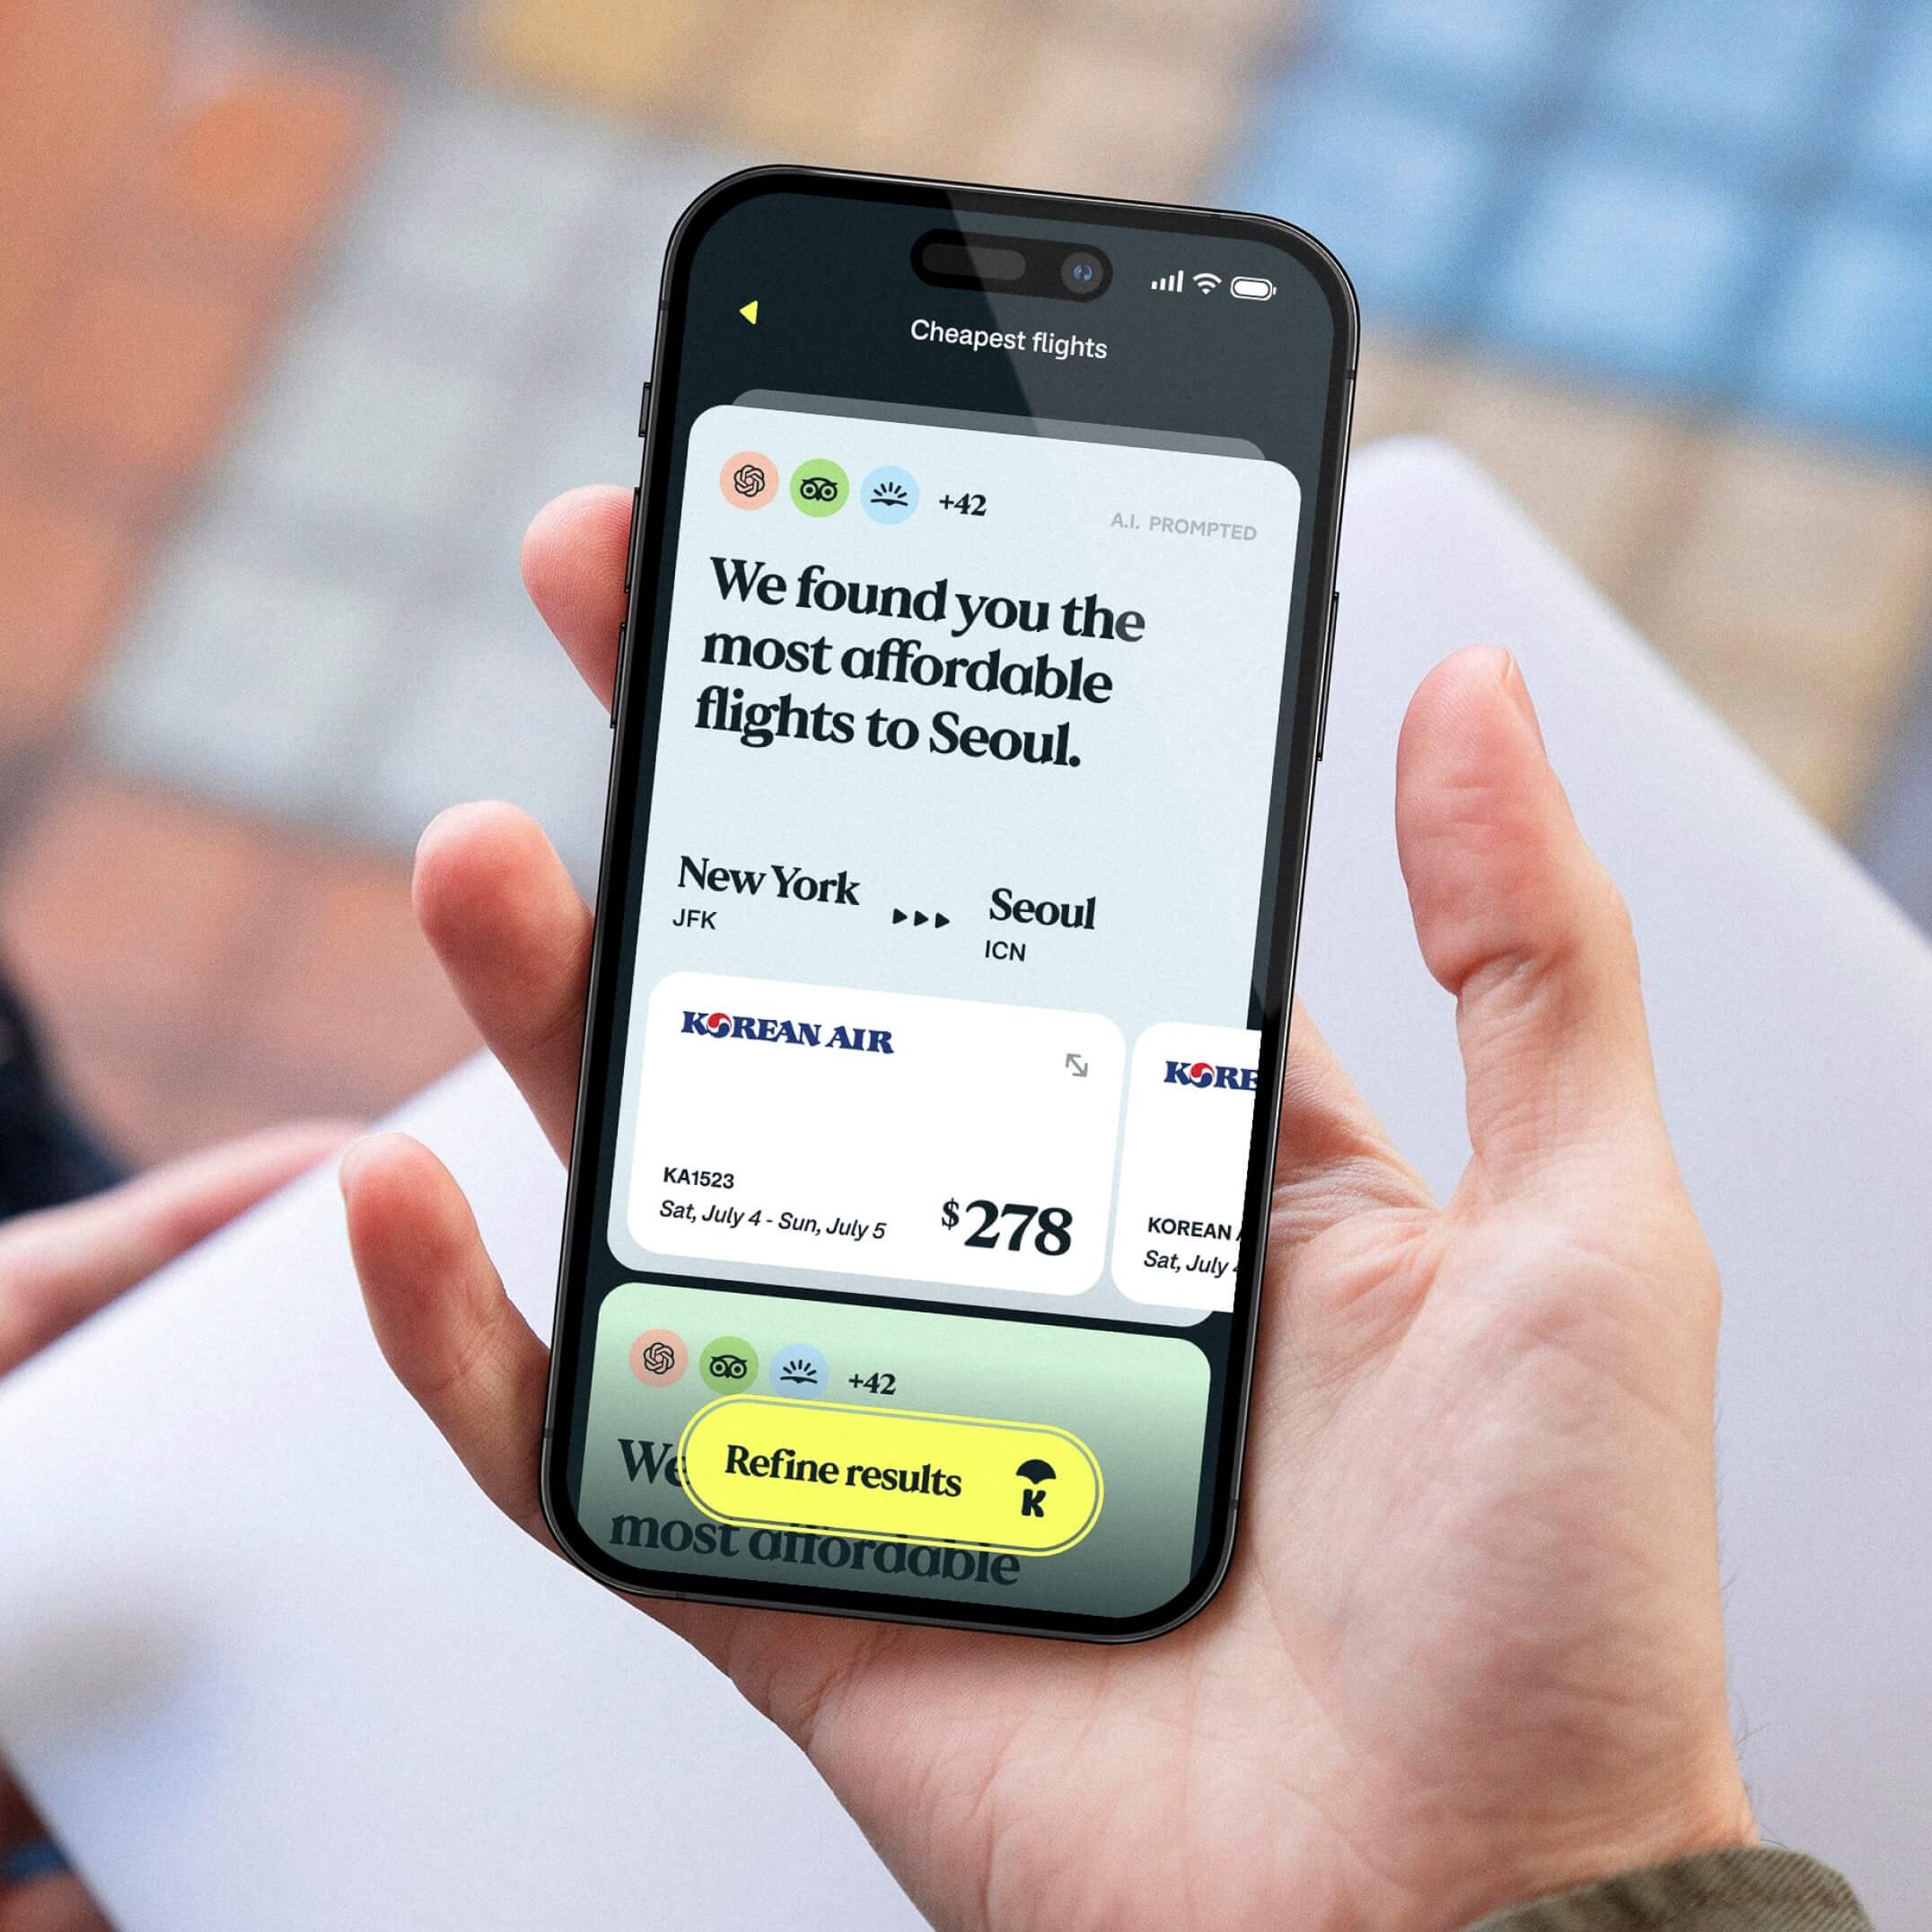 Cheapest flights
+42
A.I. PROMPTED
We found you the
most affordable
flights to Seoul.
New York
JFK
Seoul
ICN
KOREAN AIR
KORE
KA1523
Sat, July 4 - Sun, July 5
$278
KOREAN
Sat, July
+42
We
Refine results
K
most affordable